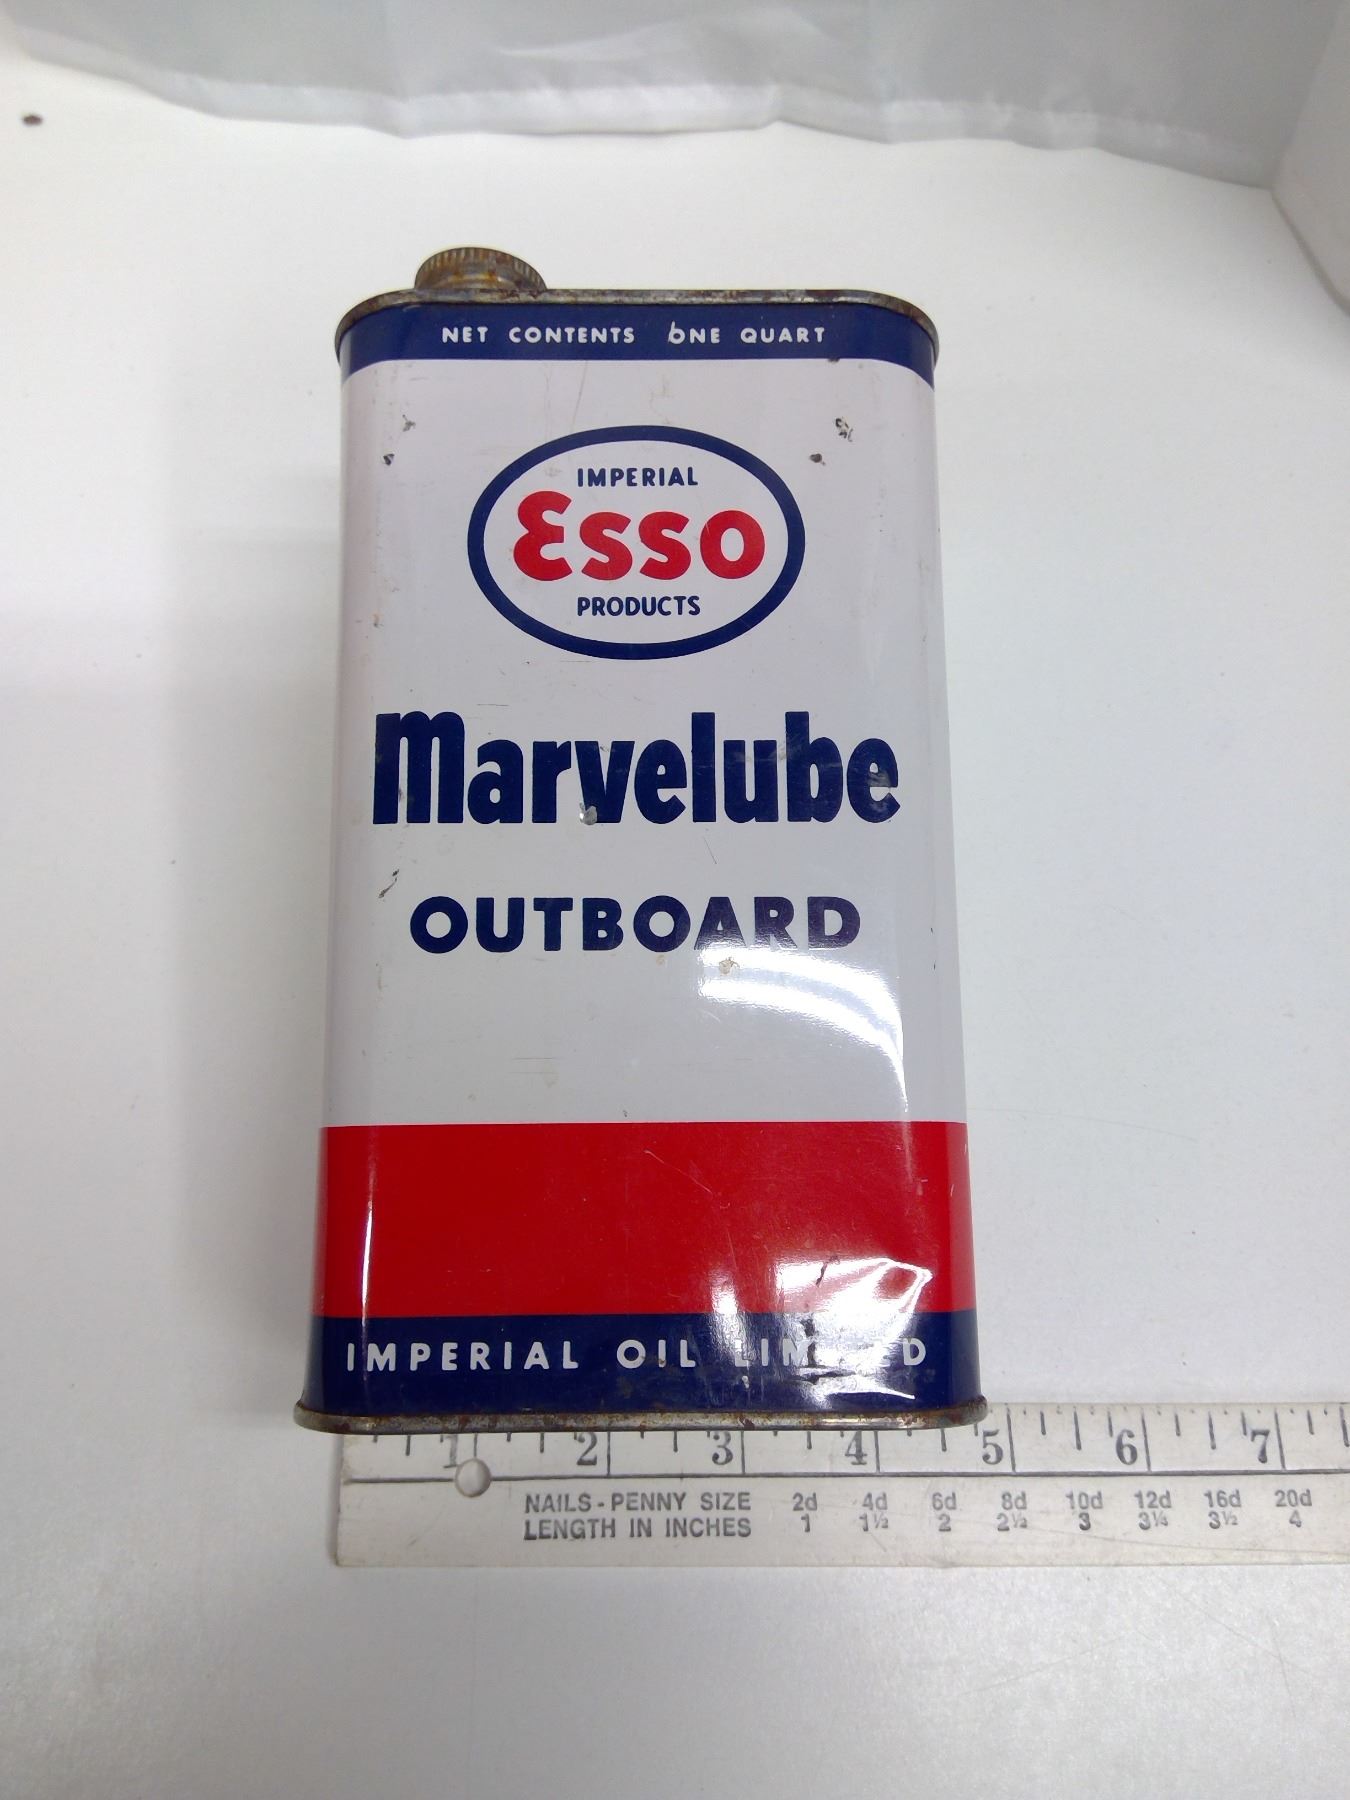 NET CONTENTS ONE QUART
IMPERIAL
Esso
PRODUCTS
Marvelube
OUTBOARD
IMPERIAL OIL LIMITED
1 2 3 4 5 6 7
NAILS - PENNY SIZE 2d 4d 6d 8d 10d 12d 16d 20d
LENGTH IN INCHES 1 1½ 2 2½ 3 3¼ 3½ 4